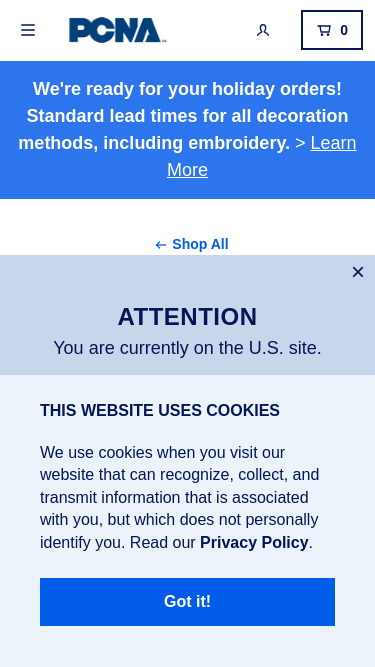 PCNA
0
We're ready for your holiday orders!
Standard lead times for all decoration
methods, including embroidery. > Learn
More
← Shop All
×
ATTENTION
You are currently on the U.S. site.
THIS WEBSITE USES COOKIES
We use cookies when you visit our
website that can recognize, collect, and
transmit information that is associated
with you, but which does not personally
identify you. Read our Privacy Policy.
Got it!